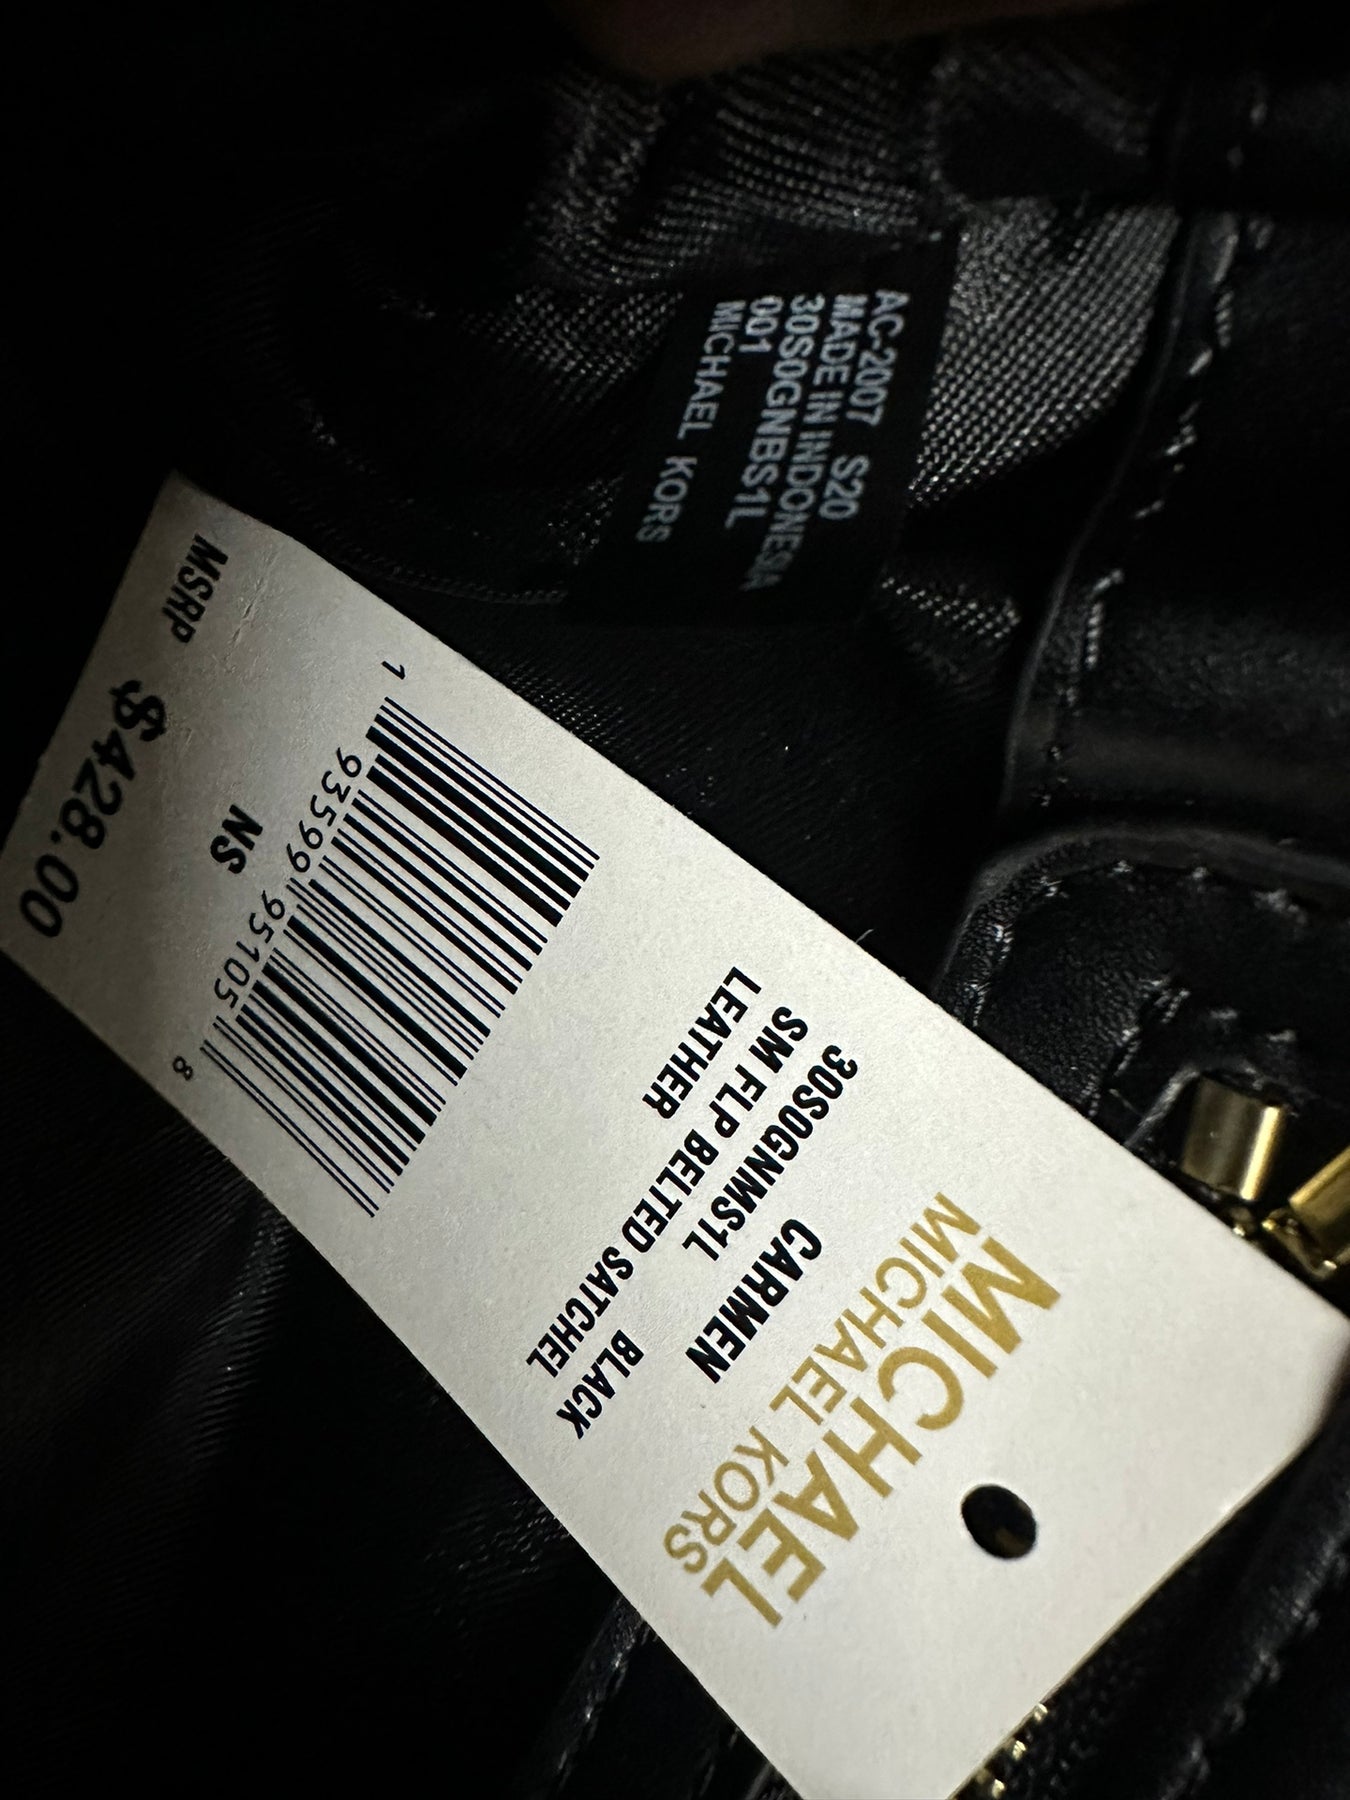 AC-2007 S20
MADE IN INDONESIA
30S0GNBS1L
001
MICHAEL KORS
MICHAEL
MICHAEL KORS
30S0GNMS1L CARMEN
SM FLP BELTED SATCHEL
LEATHER BLACK
1 93599 95105 8
NS
MSRP $428.00